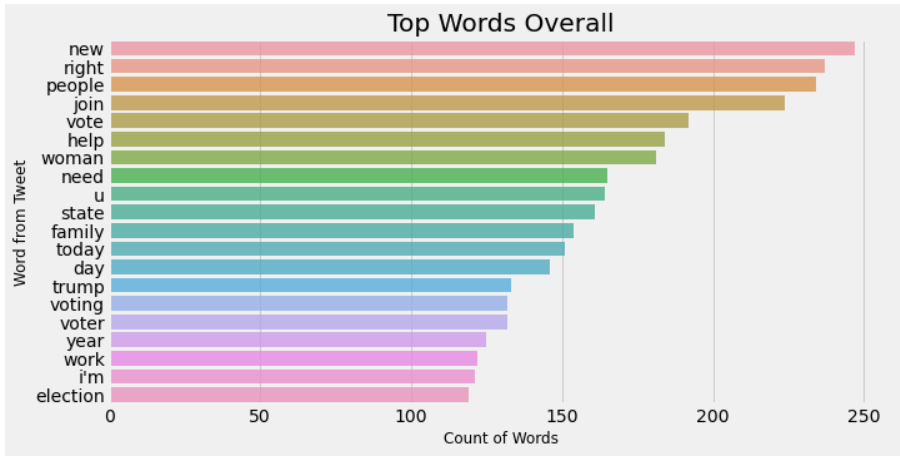 Top Words Overall
new
right
people
join
vote
help
woman
need
u
state
family
today
day
trump
voting
voter
year
work
i'm
election
Word from Tweet
0 50 100 150 200 250
Count of Words